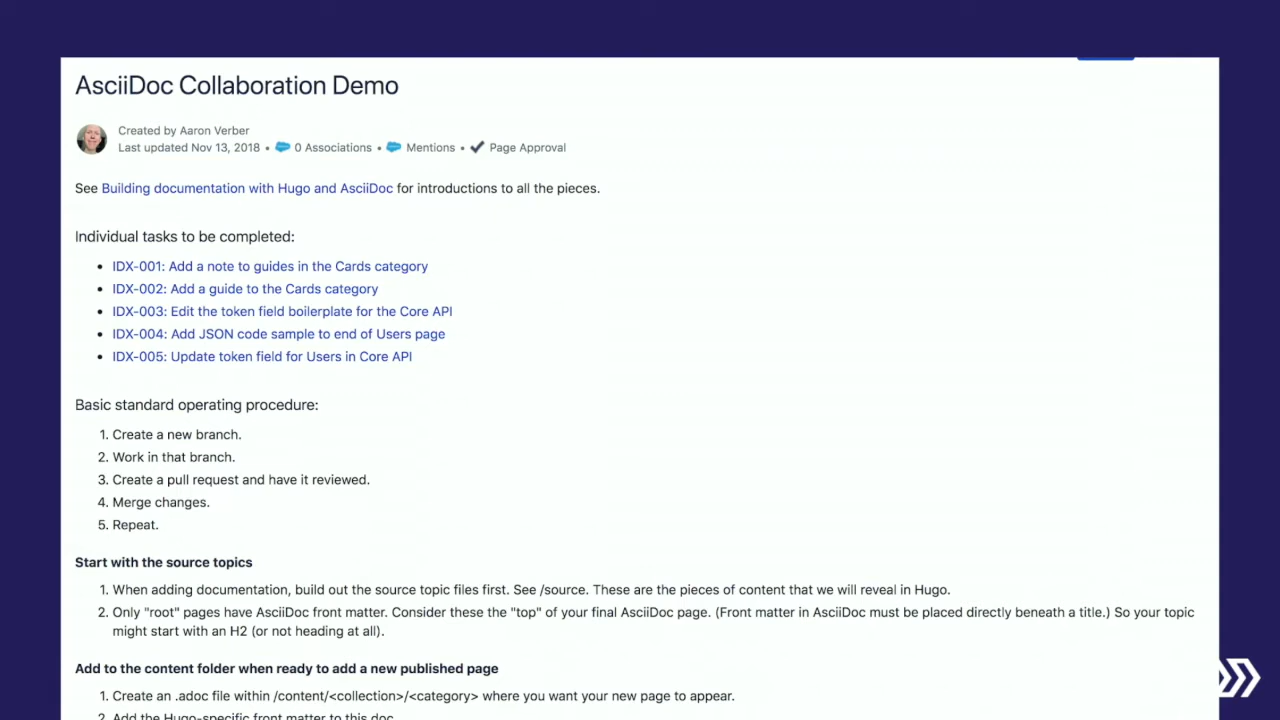 AsciiDoc Collaboration Demo
Created by Aaron Verber
Last updated Nov 13, 2018 • 0 Associations • Mentions • Page Approval
See Building documentation with Hugo and AsciiDoc for introductions to all the pieces.
Individual tasks to be completed:
• IDX-001: Add a note to guides in the Cards category
• IDX-002: Add a guide to the Cards category
• IDX-003: Edit the token field boilerplate for the Core API
• IDX-004: Add JSON code sample to end of Users page
• IDX-005: Update token field for Users in Core API
Basic standard operating procedure:
1. Create a new branch.
2. Work in that branch.
3. Create a pull request and have it reviewed.
4. Merge changes.
5. Repeat.
Start with the source topics
1. When adding documentation, build out the source topic files first. See /source. These are the pieces of content that we will reveal in Hugo.
2. Only "root" pages have AsciiDoc front matter. Consider these the "top" of your final AsciiDoc page. (Front matter in AsciiDoc must be placed directly beneath a title.) So your topic
might start with an H2 (or not heading at all).
Add to the content folder when ready to add a new published page
1. Create an .adoc file within /content/<collection>/<category> where you want your new page to appear.
2. Add the Hugo-specific front matter to this doc.